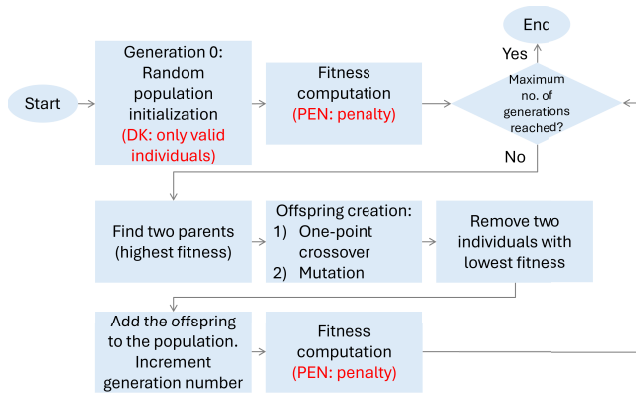 Start
Generation 0:
Random
population
initialization
(DK: only valid
individuals)
Fitness
computation
(PEN: penalty)
Maximum
no. of
generations
reached?
Yes
End
No
Find two parents
(highest fitness)
Offspring creation:
1) One-point
crossover
2) Mutation
Remove two
individuals with
lowest fitness
Add the offspring
to the population.
Increment
generation number
Fitness
computation
(PEN: penalty)